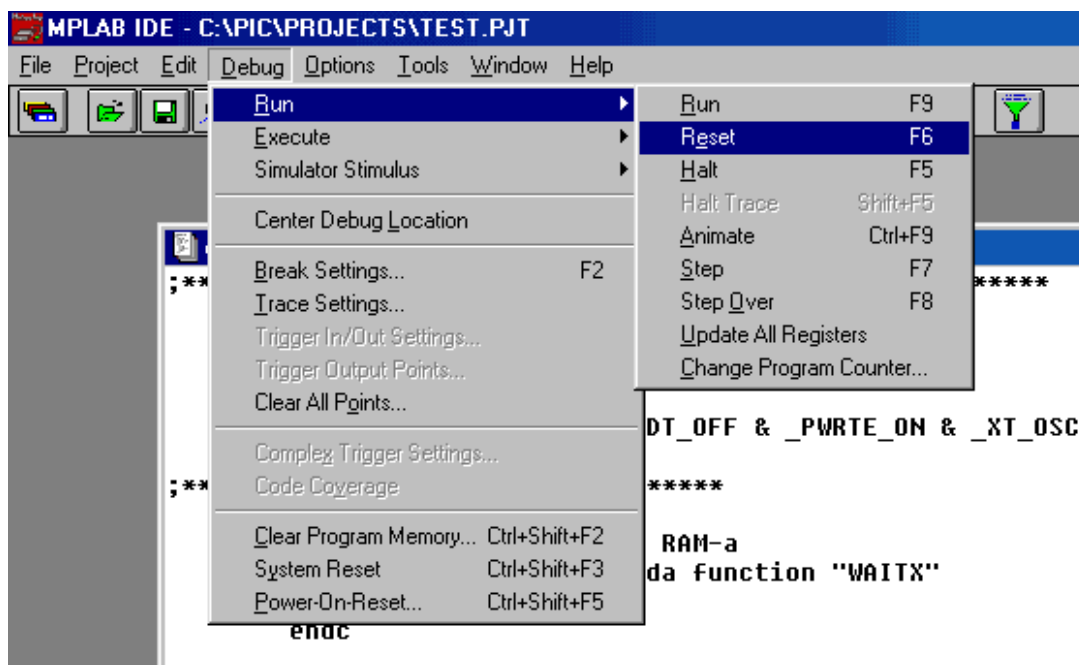 MPLAB IDE - C:\PIC\PROJECTS\TEST.PJT
File Project Edit Debug Options Tools Window Help
Run
Execute
Simulator Stimulus
Center Debug Location
Break Settings... F2
Trace Settings...
Trigger In/Out Settings...
Trigger Output Points...
Clear All Points...
Complex Trigger Settings...
Code Coverage
Clear Program Memory... Ctrl+Shift+F2
System Reset Ctrl+Shift+F3
Power-On-Reset... Ctrl+Shift+F5
Run F9
Reset F6
Halt F5
Halt Trace Shift+F5
Animate Ctrl+F9
Step F7
Step Over F8
Update All Registers
Change Program Counter...
;** *****
DT_OFF & _PWRTE_ON & _XT_OSC
;** *****
RAM-a
da function "WAITX"
endc